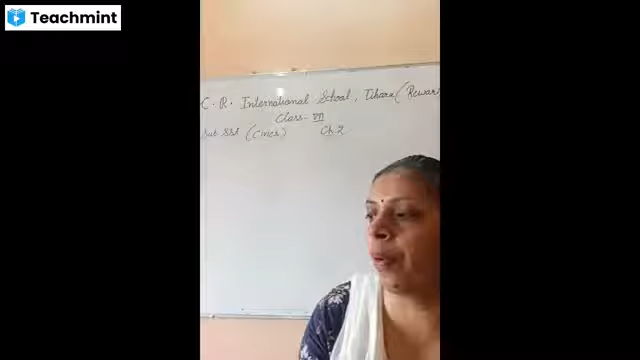 Teachmint
C. R. International School, Tihara (Rewari
Class - VII
Sub SST (Civics) Ch. 2